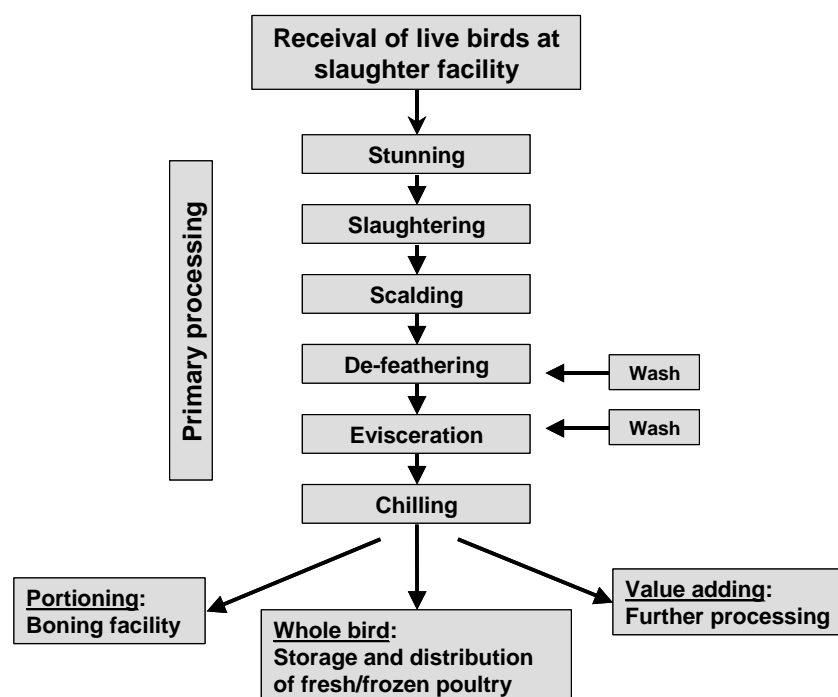 Receival of live birds at
slaughter facility
Stunning
Slaughtering
Scalding
De-feathering
Evisceration
Chilling
Primary processing
Wash
Wash
Portioning:
Boning facility
Whole bird:
Storage and distribution
of fresh/frozen poultry
Value adding:
Further processing